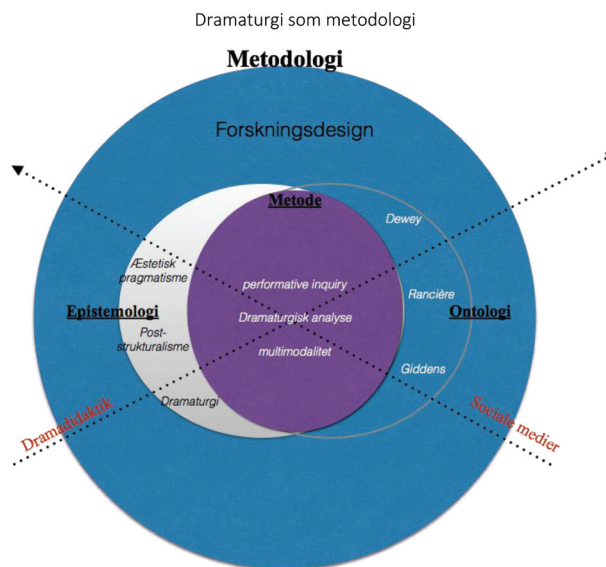 Dramaturgi som metodologi
Metodologi
Forskningsdesign
Metode
Dewey
Æstetisk
pragmatisme
performative inquiry
Rancière
Epistemologi
Dramaturgisk analyse
Ontologi
Post-
strukturalisme
multimodalitet
Giddens
Dramaturgi
Dramadidaktik
Sociale medier